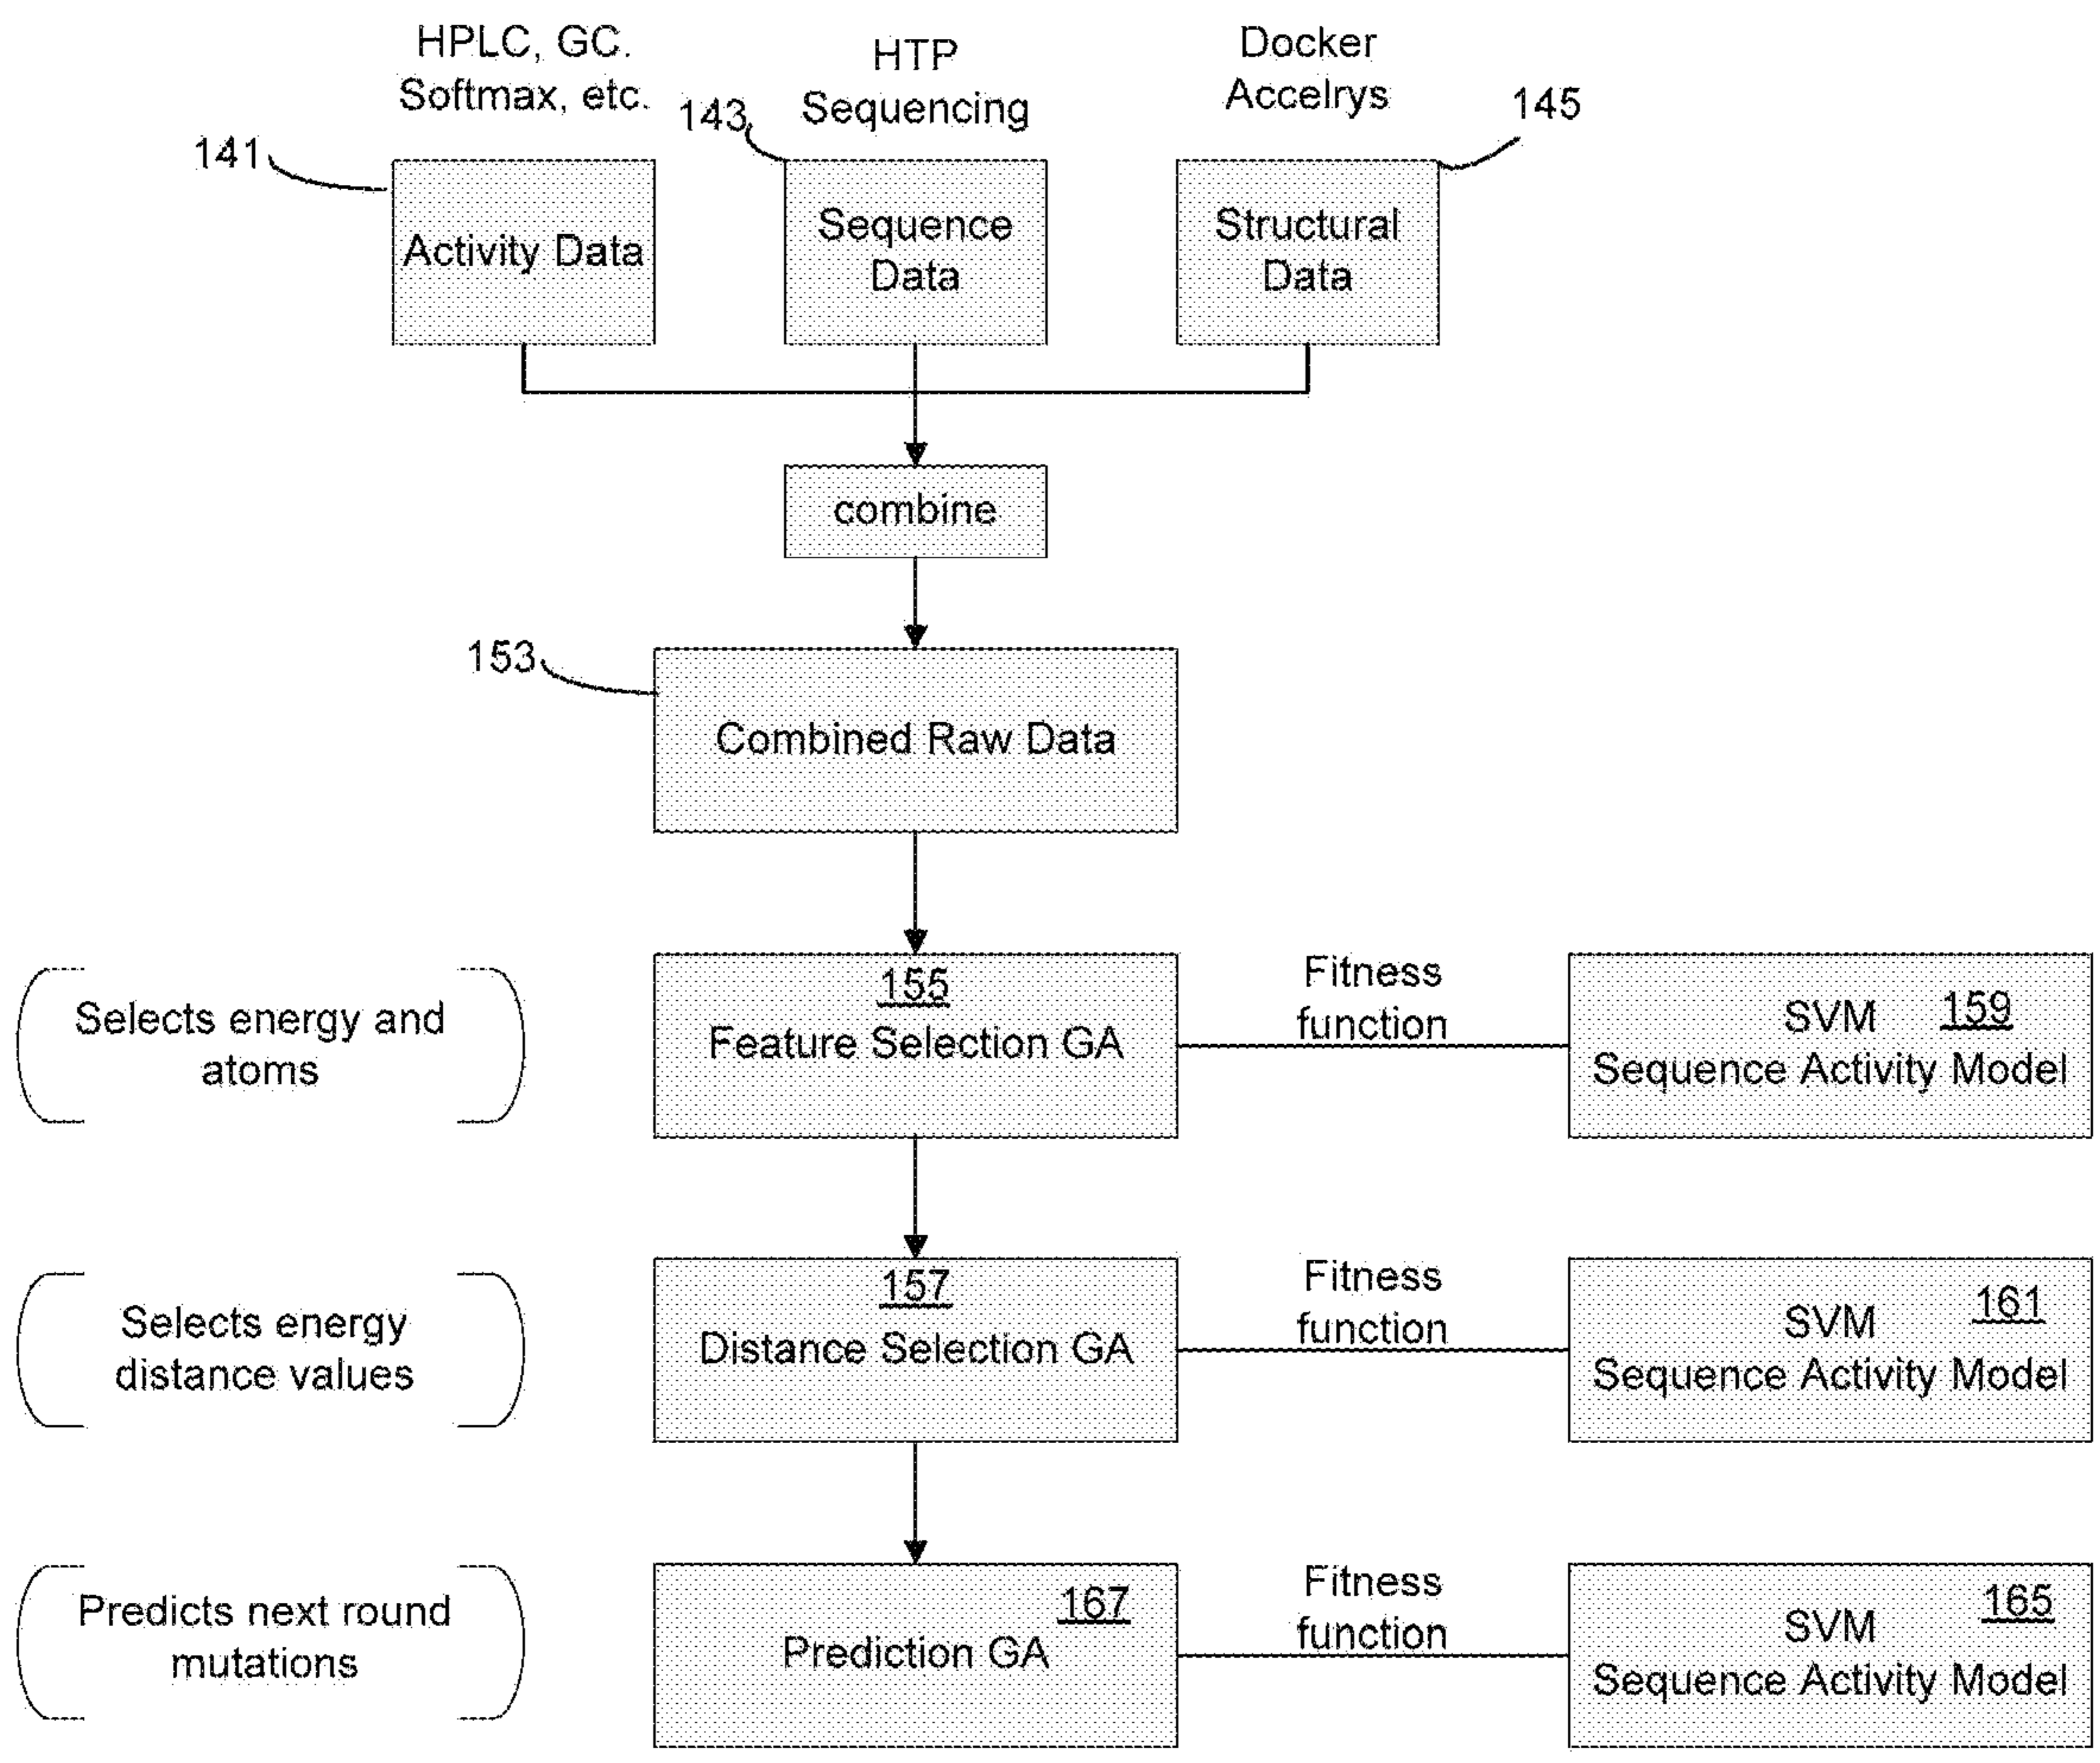 HPLC, GC.
Softmax, etc.
HTP
Sequencing
Docker
Accelrys
141
143
145
Activity Data
Sequence
Data
Structural
Data
combine
153
Combined Raw Data
Selects energy and
atoms
155
Feature Selection GA
Fitness
function
SVM 159
Sequence Activity Model
Selects energy
distance values
157
Distance Selection GA
Fitness
function
161
SVM
Sequence Activity Model
Predicts next round
mutations
167
Prediction GA
Fitness
function
165
SVM
Sequence Activity Model